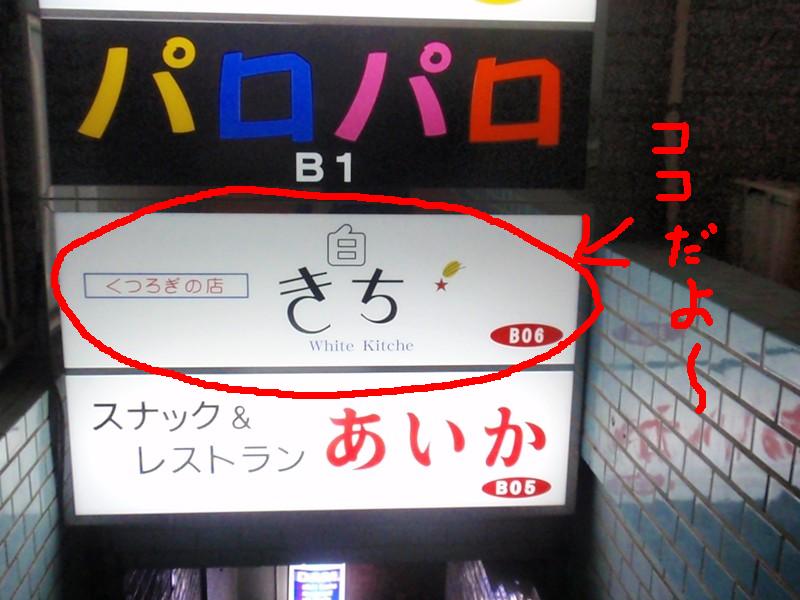 パロパロ
B1
白
くつろぎの店
きち
White Kitche
B06
スナック &
レストラン
あいか
B05
ココだよ〜